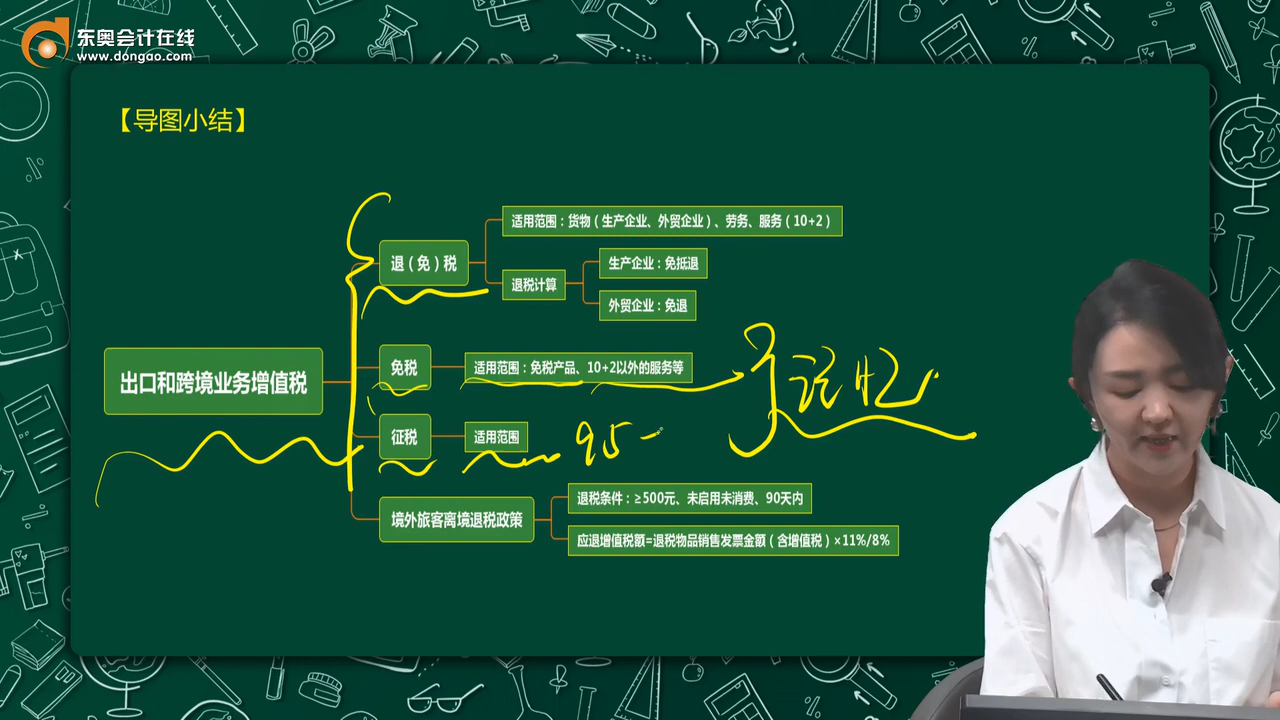 东奥会计在线
www.dongao.com
【导图小结】
出口和跨境业务增值税
退（免）税
适用范围：货物（生产企业、外贸企业）、劳务、服务（10+2）
退税计算
生产企业：免抵退
外贸企业：免退
免税
适用范围：免税产品、10+2以外的服务等
记忆
征税
适用范围
95
境外旅客离境退税政策
退税条件：≥500元、未启用未消费、90天内
应退增值税额=退税物品销售发票金额（含增值税）×11%/8%